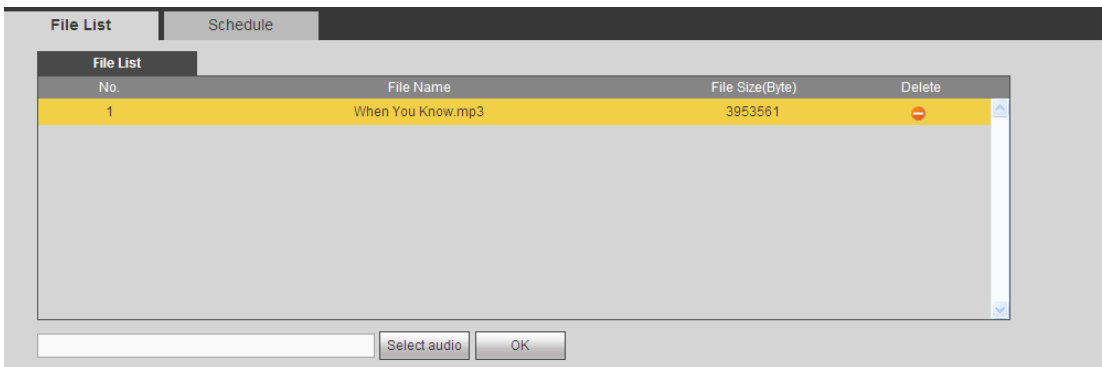 File List Schedule
File List
No. File Name File Size(Byte) Delete
1 When You Know.mp3 3953561
Select audio OK